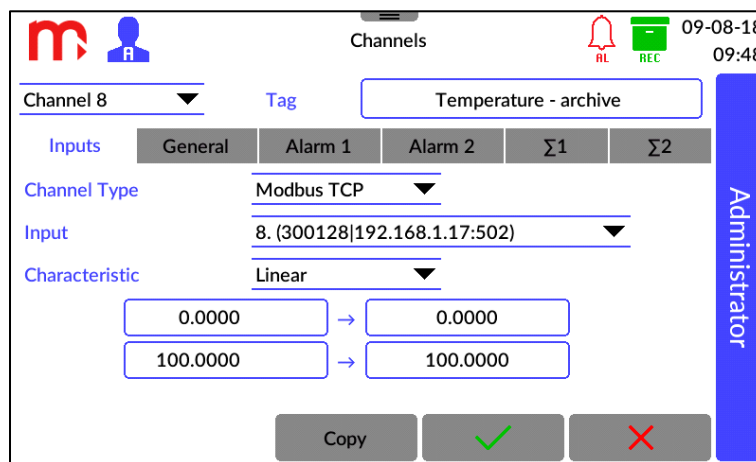 m A Channels AL REC 09-08-18
09:48
Channel 8 Tag Temperature - archive
Inputs General Alarm 1 Alarm 2 ∑1 ∑2
Channel Type Modbus TCP
Input 8. (300128|192.168.1.17:502)
Characteristic Linear
0.0000 → 0.0000
100.0000 → 100.0000
Copy
Administrator